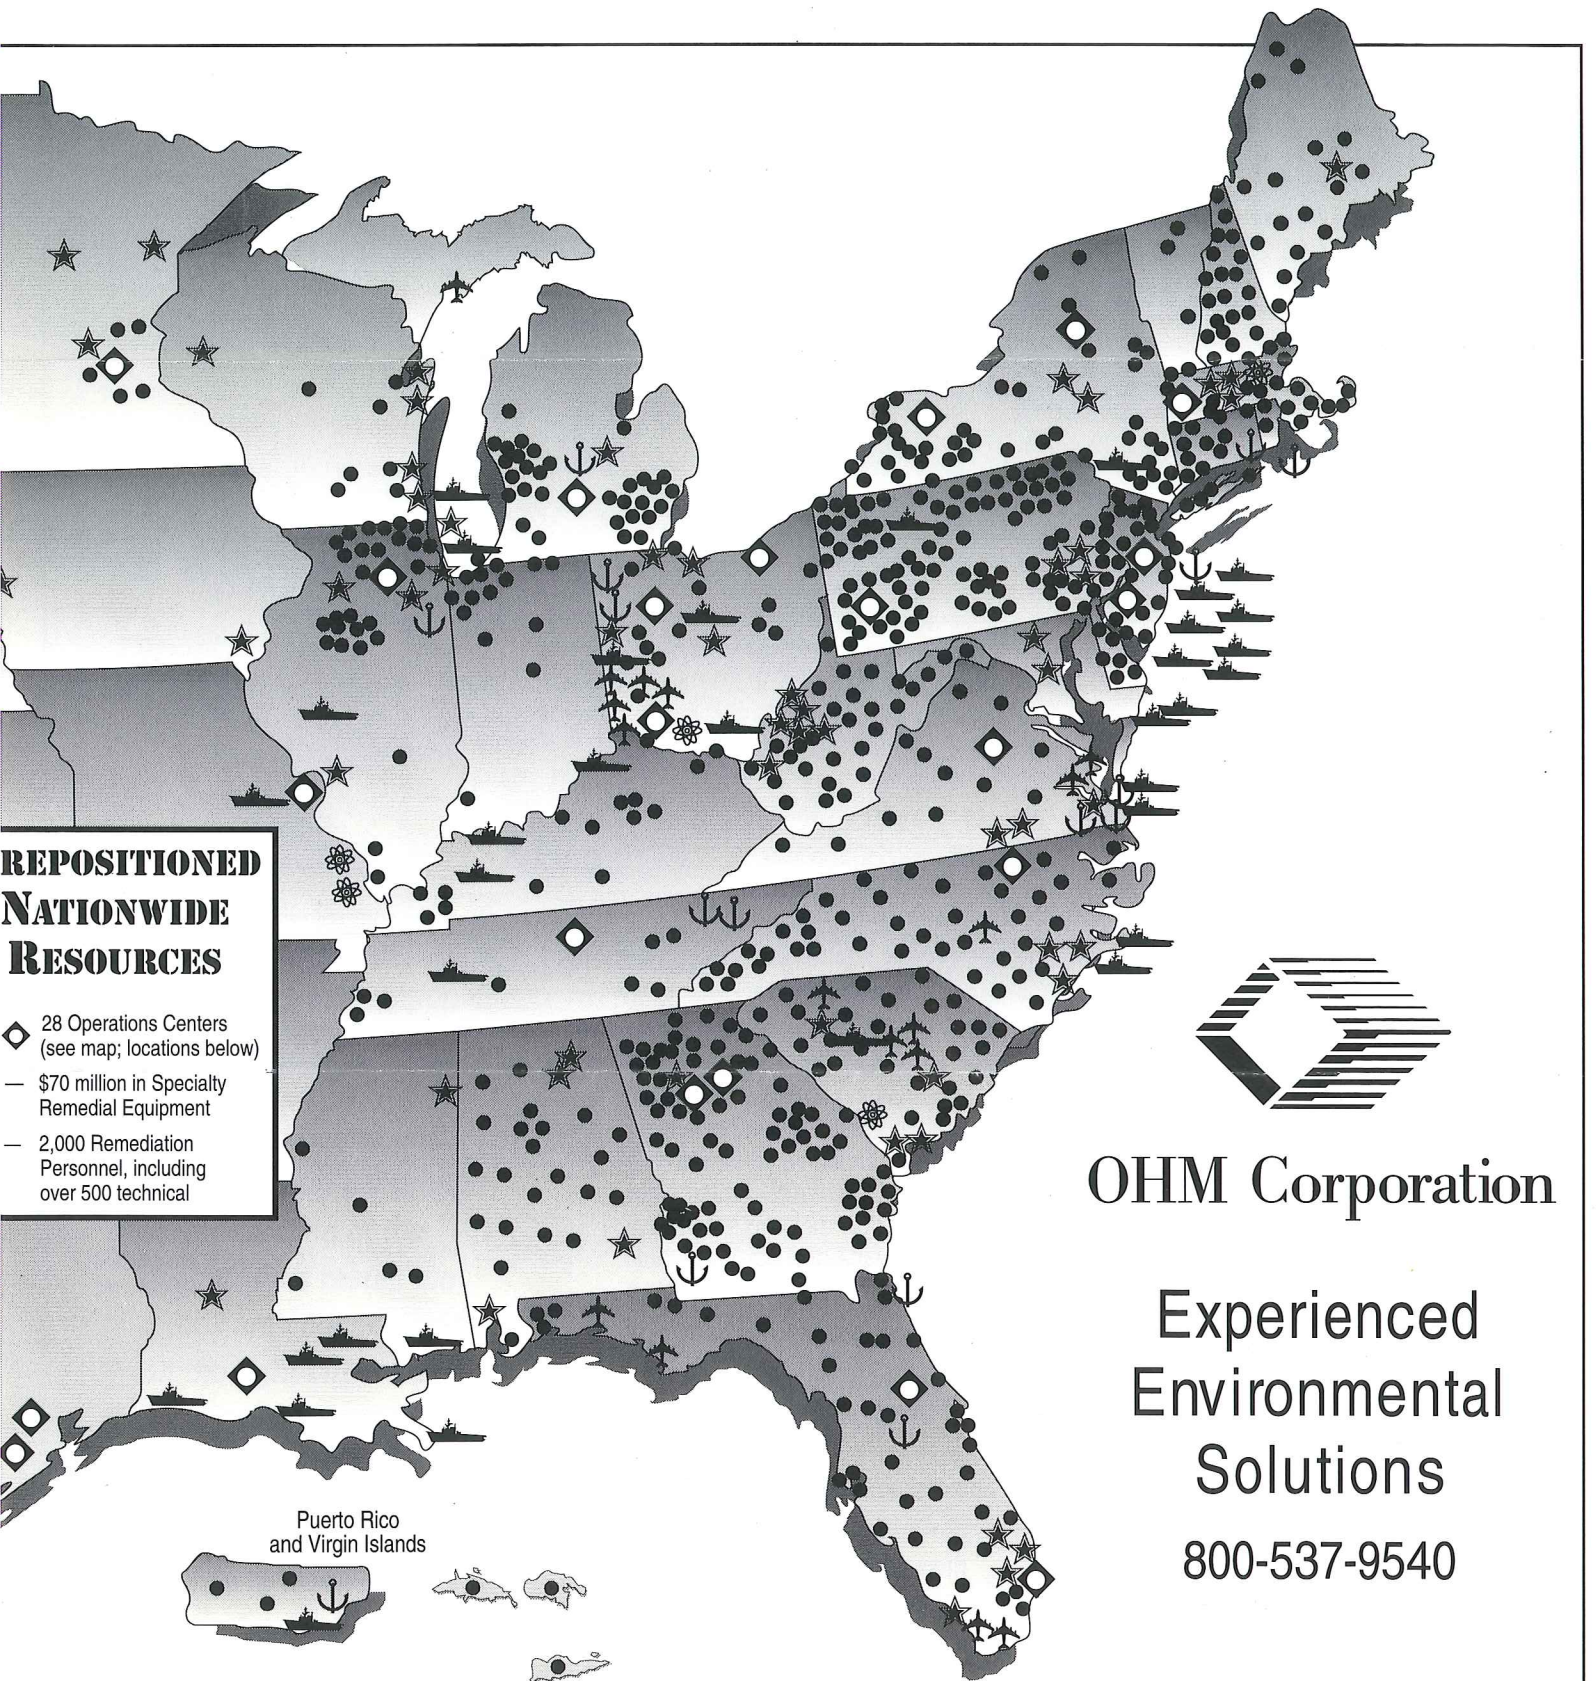 REPOSITIONED
NATIONWIDE
RESOURCES
28 Operations Centers
(see map; locations below)
— $70 million in Specialty
Remedial Equipment
— 2,000 Remediation
Personnel, including
over 500 technical
Puerto Rico
and Virgin Islands
OHM Corporation
Experienced
Environmental
Solutions
800-537-9540